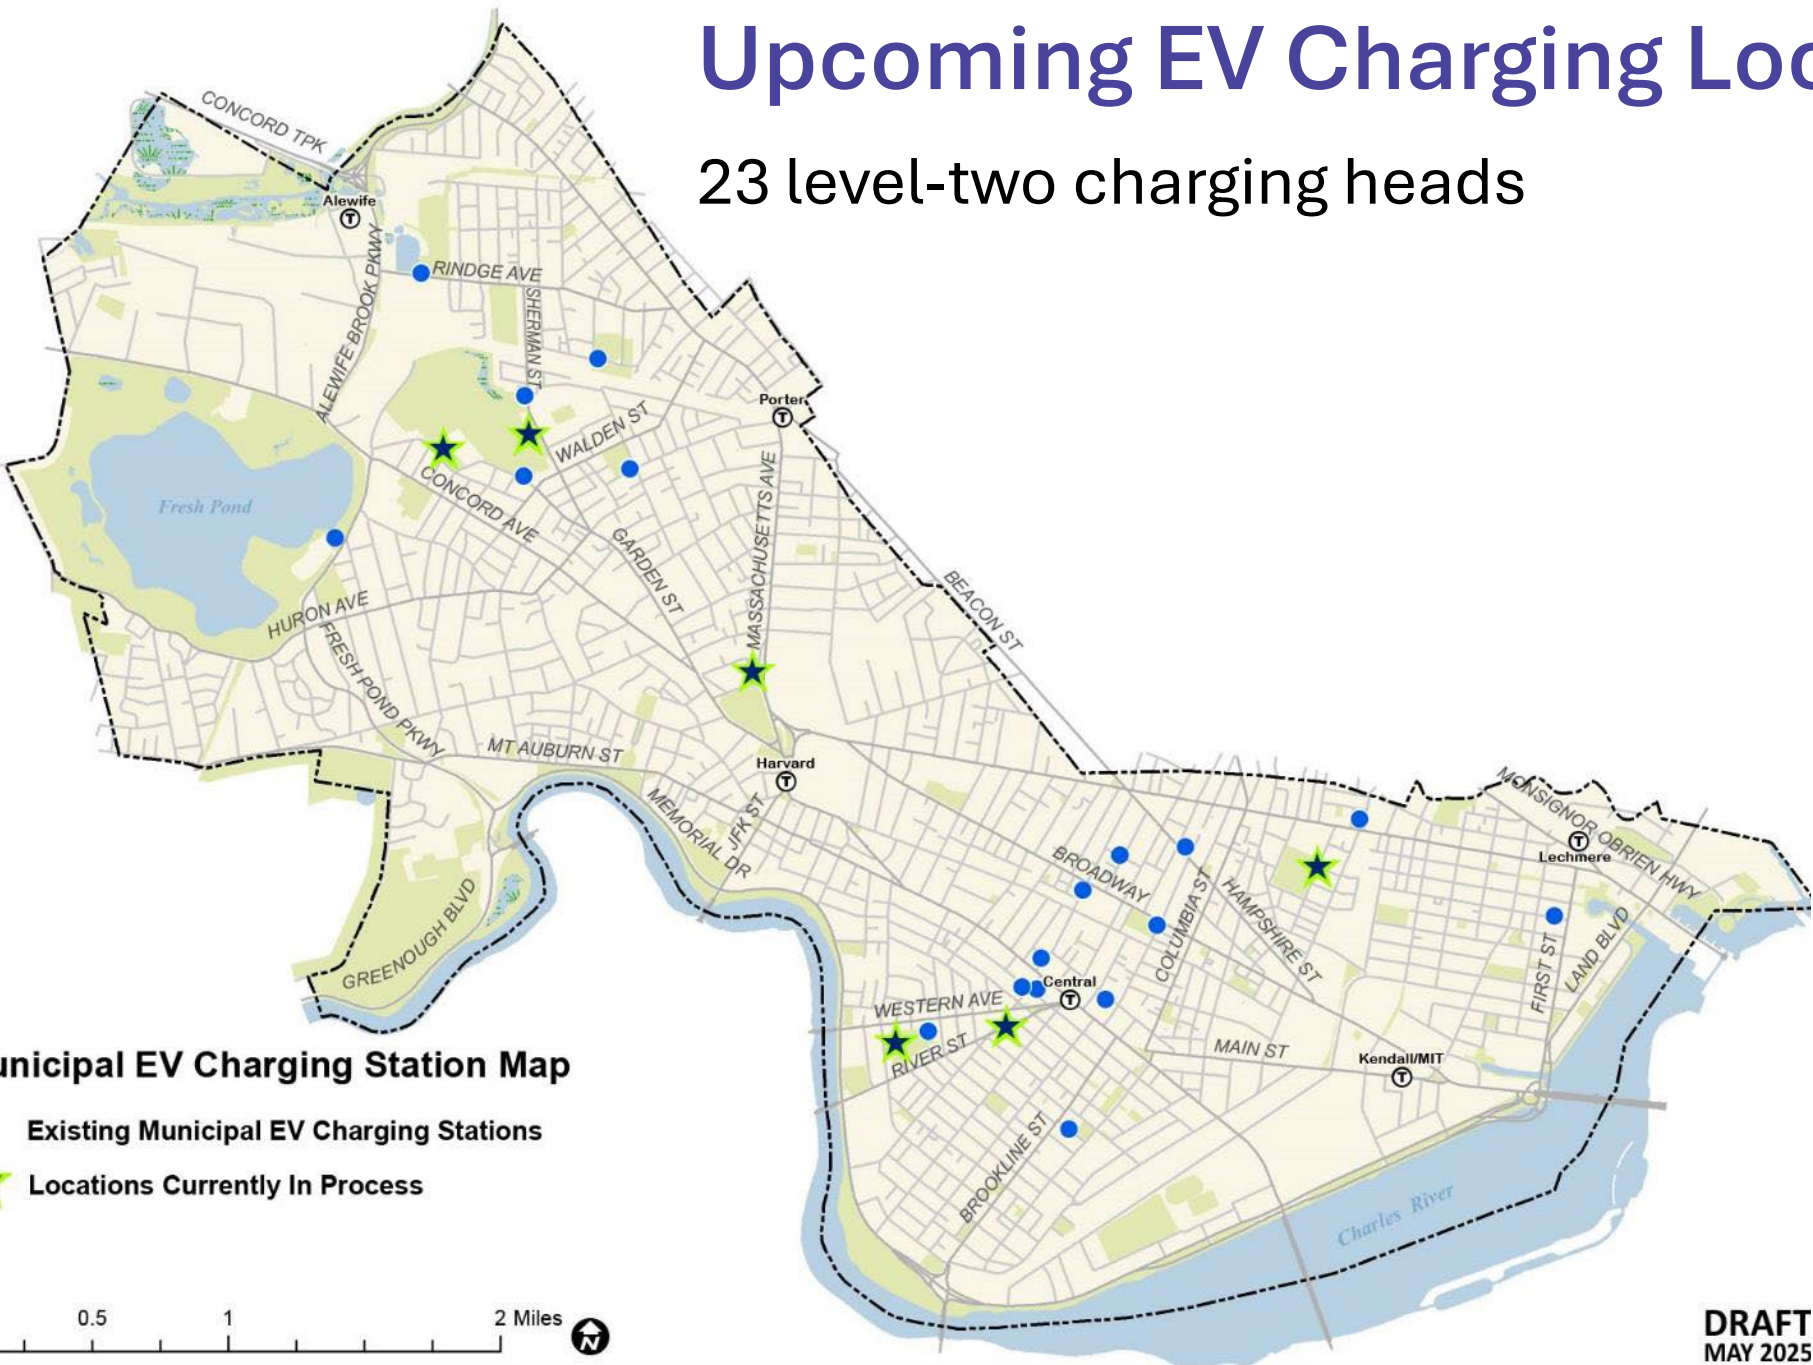 Upcoming EV Charging Loc
23 level-two charging heads
CONCORD TPK
Alewife
T
ALEWIFE BROOK PKWY
RINDGE AVE
SHERMAN ST
Porter
T
WALDEN ST
CONCORD AVE
Fresh Pond
GARDEN ST
MASSACHUSETTS AVE
BEACON ST
HURON AVE
FRESH POND PKWY
MT AUBURN ST
Harvard
T
MEMORIAL DR
JFK ST
GREENOUGH BLVD
BROADWAY
COLUMBIA ST
HAMPSHIRE ST
MONSIGNOR OBRIEN HWY
T
Lechmere
FIRST ST
LAND BLVD
Central
T
WESTERN AVE
RIVER ST
MAIN ST
Kendall/MIT
T
BROOKLINE ST
Charles River
unicipal EV Charging Station Map
Existing Municipal EV Charging Stations
Locations Currently In Process
0.5 1 2 Miles
N
DRAFT
MAY 2025